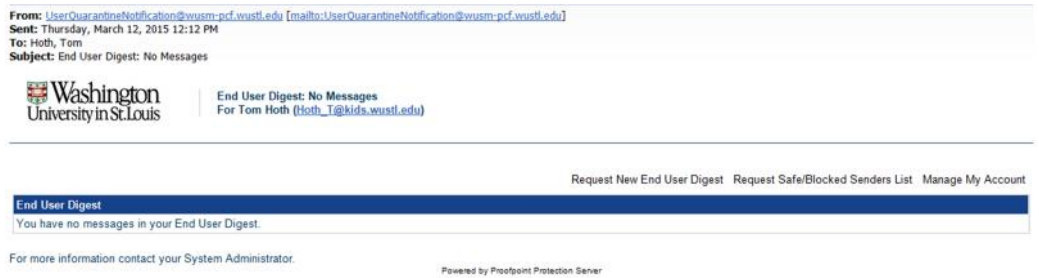 From: UserQuarantineNotification@wusm-pcf.wustl.edu [mailto:UserQuarantineNotification@wusm-pcf.wustl.edu]
Sent: Thursday, March 12, 2015 12:12 PM
To: Hoth, Tom
Subject: End User Digest: No Messages
Washington
University in St.Louis
End User Digest: No Messages
For Tom Hoth (Hoth_T@kids.wustl.edu)
Request New End User Digest Request Safe/Blocked Senders List Manage My Account
End User Digest
You have no messages in your End User Digest.
For more information contact your System Administrator.
Powered by Proofpoint Protection Server